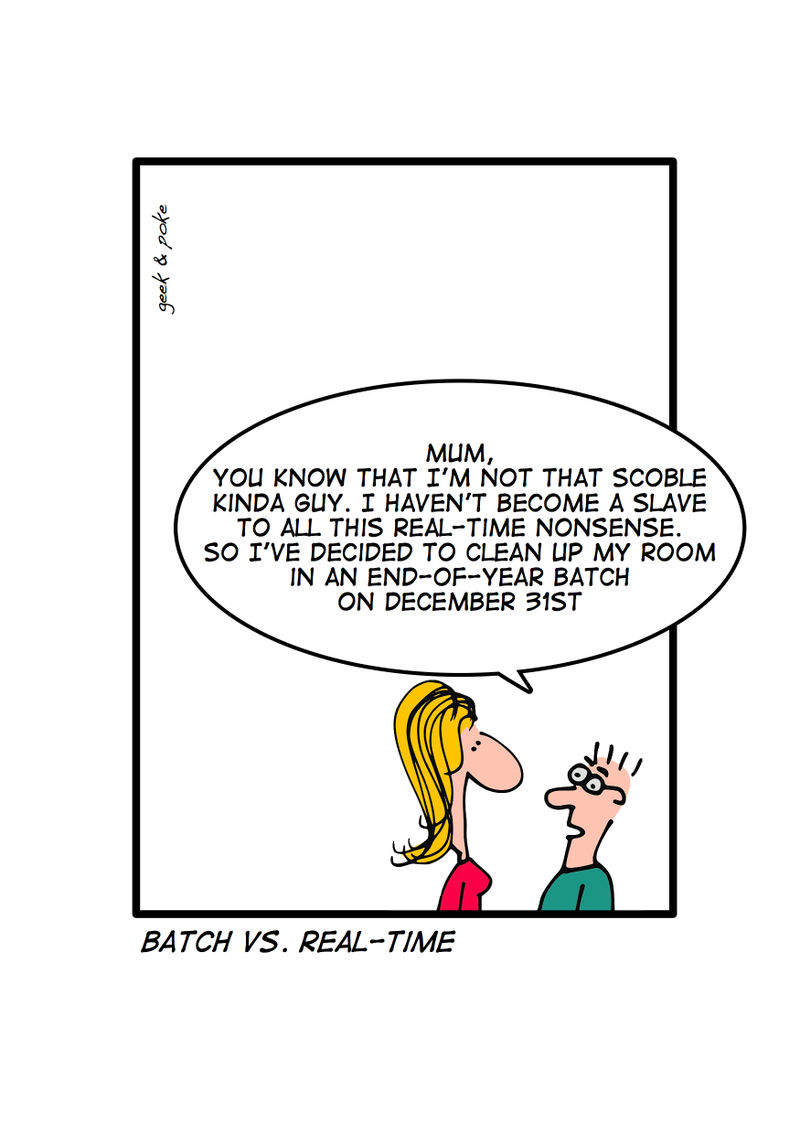 geek & poke
MUM,
YOU KNOW THAT I'M NOT THAT SCOBLE
KINDA GUY. I HAVEN'T BECOME A SLAVE
TO ALL THIS REAL-TIME NONSENSE.
SO I'VE DECIDED TO CLEAN UP MY ROOM
IN AN END-OF-YEAR BATCH
ON DECEMBER 31ST
BATCH VS. REAL-TIME